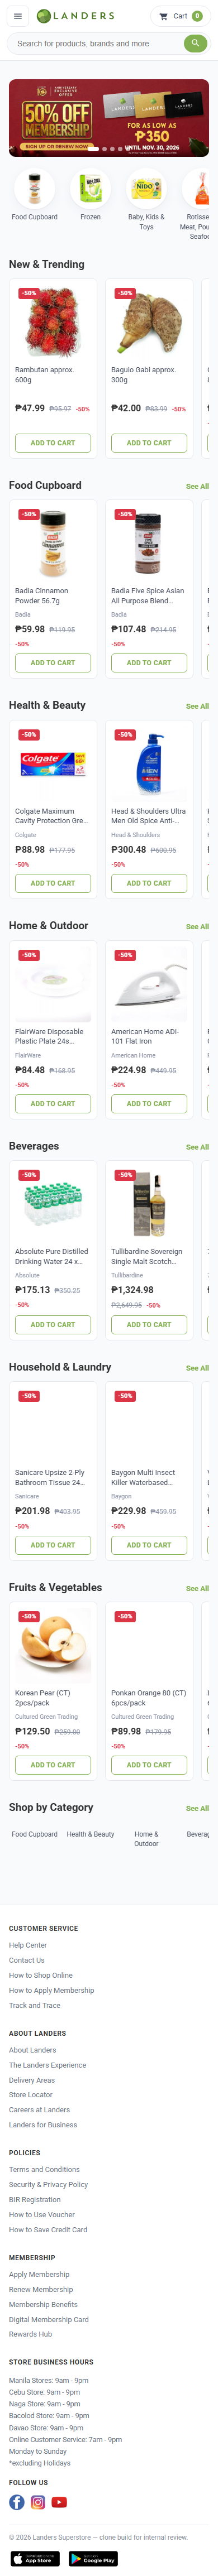 LANDERS
Cart 0
Search for products, brands and more
50% OFF
MEMBERSHIP
SIGN UP OR RENEW NOW
FOR AS LOW AS
₱350
UNTIL NOV. 30, 2026
Food Cupboard
Frozen
Baby, Kids &
Toys
Rotisse
Meat, Pou
Seafoo
New & Trending
-50%
Rambutan approx.
600g
₱47.99 ₱95.97 -50%
ADD TO CART
-50%
Baguio Gabi approx.
300g
₱42.00 ₱83.99 -50%
ADD TO CART
Food Cupboard
See All
-50%
Badia Cinnamon
Powder 56.7g
Badia
₱59.98 ₱119.95
-50%
ADD TO CART
-50%
Badia Five Spice Asian
All Purpose Blend...
Badia
₱107.48 ₱214.95
-50%
ADD TO CART
Health & Beauty
See All
-50%
Colgate
Colgate Maximum
Cavity Protection Gre...
Colgate
₱88.98 ₱177.95
-50%
ADD TO CART
-50%
Head & Shoulders Ultra
Men Old Spice Anti-...
Head & Shoulders
₱300.48 ₱600.95
-50%
ADD TO CART
Home & Outdoor
See All
-50%
FlairWare Disposable
Plastic Plate 24s...
FlairWare
₱84.48 ₱168.95
-50%
ADD TO CART
-50%
American Home ADI-
101 Flat Iron
American Home
₱224.98 ₱449.95
-50%
ADD TO CART
Beverages
See All
-50%
Absolute Pure Distilled
Drinking Water 24 x...
Absolute
₱175.13 ₱350.25
-50%
ADD TO CART
-50%
Tullibardine Sovereign
Single Malt Scotch...
Tullibardine
₱1,324.98
₱2,649.95 -50%
ADD TO CART
Household & Laundry
See All
-50%
Sanicare Upsize 2-Ply
Bathroom Tissue 24...
Sanicare
₱201.98 ₱403.95
-50%
ADD TO CART
-50%
Baygon Multi Insect
Killer Waterbased...
Baygon
₱229.98 ₱459.95
-50%
ADD TO CART
Fruits & Vegetables
See All
-50%
Korean Pear (CT)
2pcs/pack
Cultured Green Trading
₱129.50 ₱259.00
-50%
ADD TO CART
-50%
Ponkan Orange 80 (CT)
6pcs/pack
Cultured Green Trading
₱89.98 ₱179.95
-50%
ADD TO CART
Shop by Category
See All
Food Cupboard
Health & Beauty
Home &
Outdoor
Beverag
CUSTOMER SERVICE
Help Center
Contact Us
How to Shop Online
How to Apply Membership
Track and Trace
ABOUT LANDERS
About Landers
The Landers Experience
Delivery Areas
Store Locator
Careers at Landers
Landers for Business
POLICIES
Terms and Conditions
Security & Privacy Policy
BIR Registration
How to Use Voucher
How to Save Credit Card
MEMBERSHIP
Apply Membership
Renew Membership
Membership Benefits
Digital Membership Card
Rewards Hub
STORE BUSINESS HOURS
Manila Stores: 9am - 9pm
Cebu Store: 9am - 9pm
Naga Store: 9am - 9pm
Bacolod Store: 9am - 9pm
Davao Store: 9am - 9pm
Online Customer Service: 7am - 9pm
Monday to Sunday
*excluding Holidays
FOLLOW US
© 2026 Landers Superstore — clone build for internal review.
App Store
Google Play